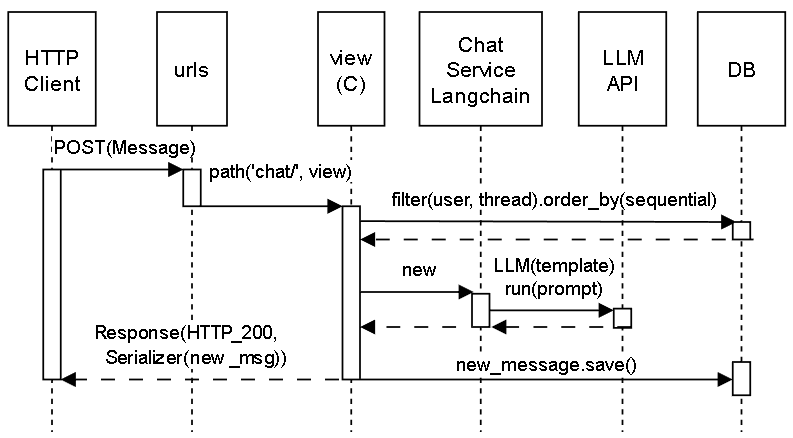 HTTP
Client
urls
view
(C)
Chat
Service
Langchain
LLM
API
DB
POST(Message)
path('chat/', view)
filter(user, thread).order_by(sequential)
new
LLM(template)
run(prompt)
Response(HTTP_200,
Serializer(new _msg))
new_message.save()